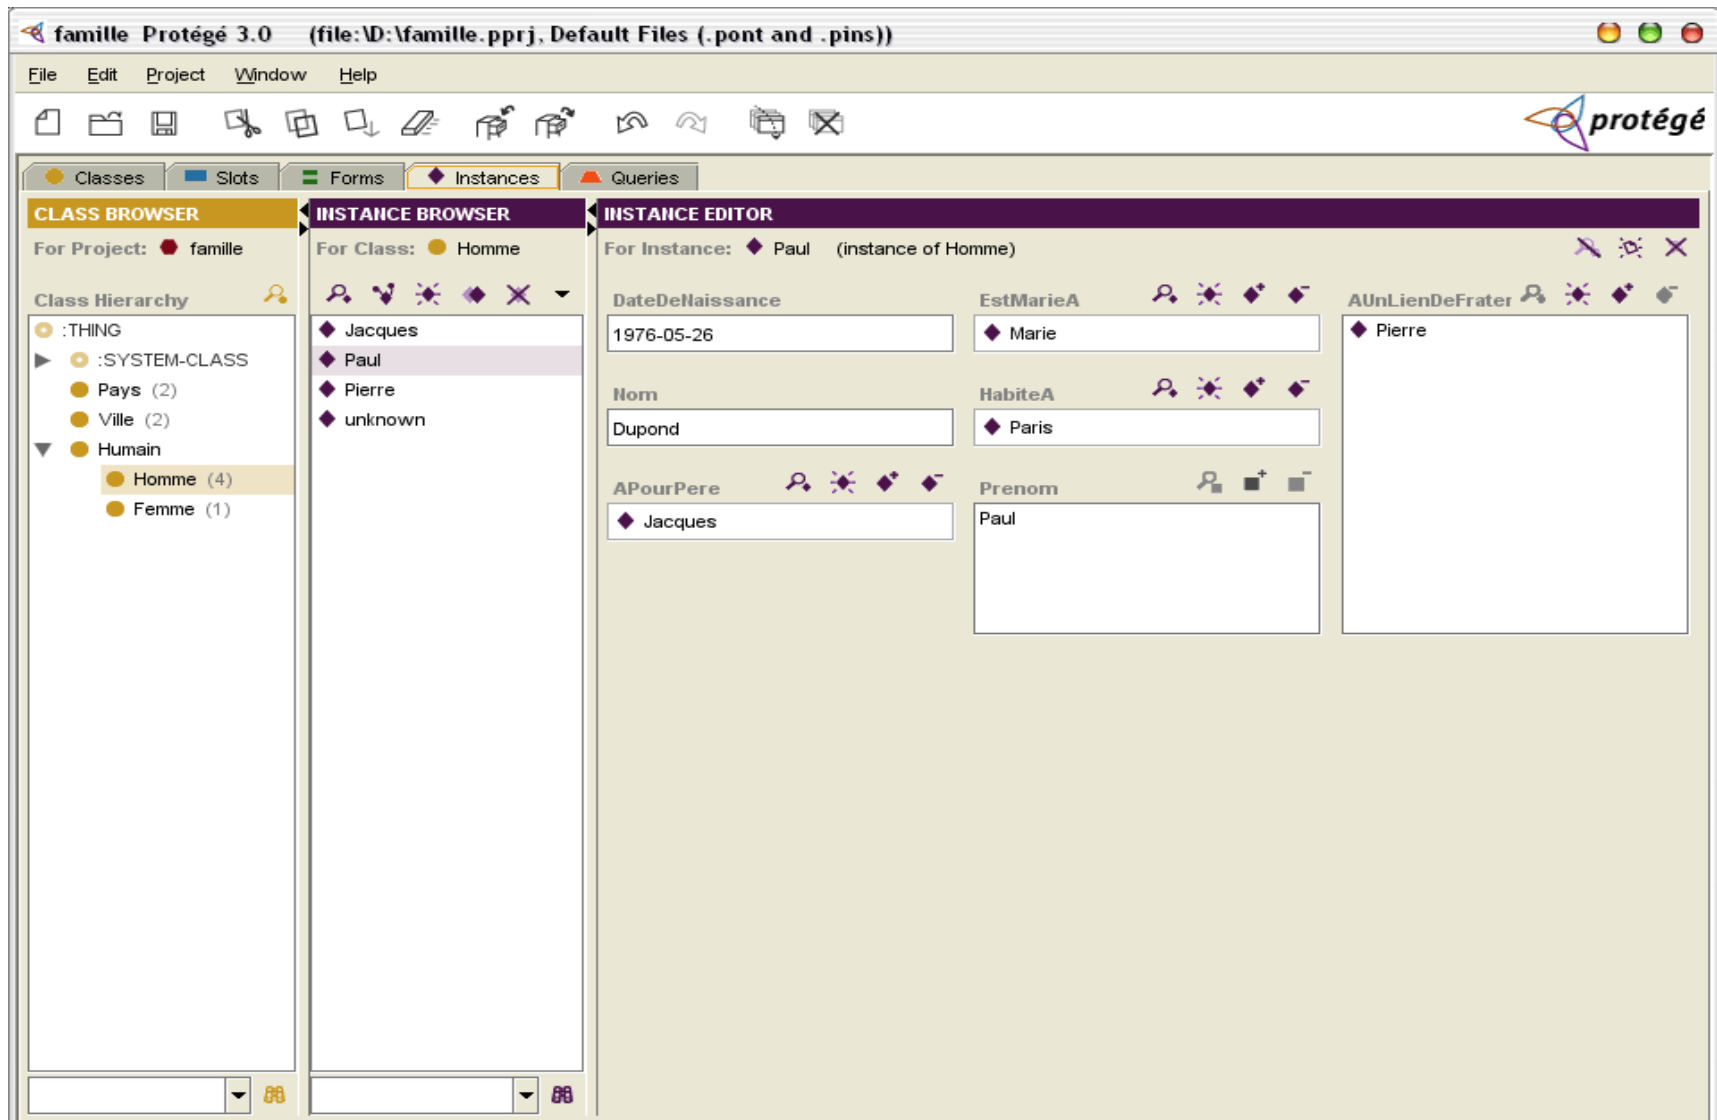 famille Protégé 3.0 (file:\D:\famille.pprj, Default Files (.pont and .pins))
File Edit Project Window Help
protégé
Classes Slots Forms Instances Queries
CLASS BROWSER
For Project: famille
Class Hierarchy
:THING
:SYSTEM-CLASS
Pays (2)
Ville (2)
Humain
Homme (4)
Femme (1)
INSTANCE BROWSER
For Class: Homme
Jacques
Paul
Pierre
unknown
INSTANCE EDITOR
For Instance: Paul (instance of Homme)
DateDeNaissance
1976-05-26
Nom
Dupond
APourPere
Jacques
EstMarieA
Marie
HabiteA
Paris
Prenom
Paul
AUnLienDeFrater
Pierre